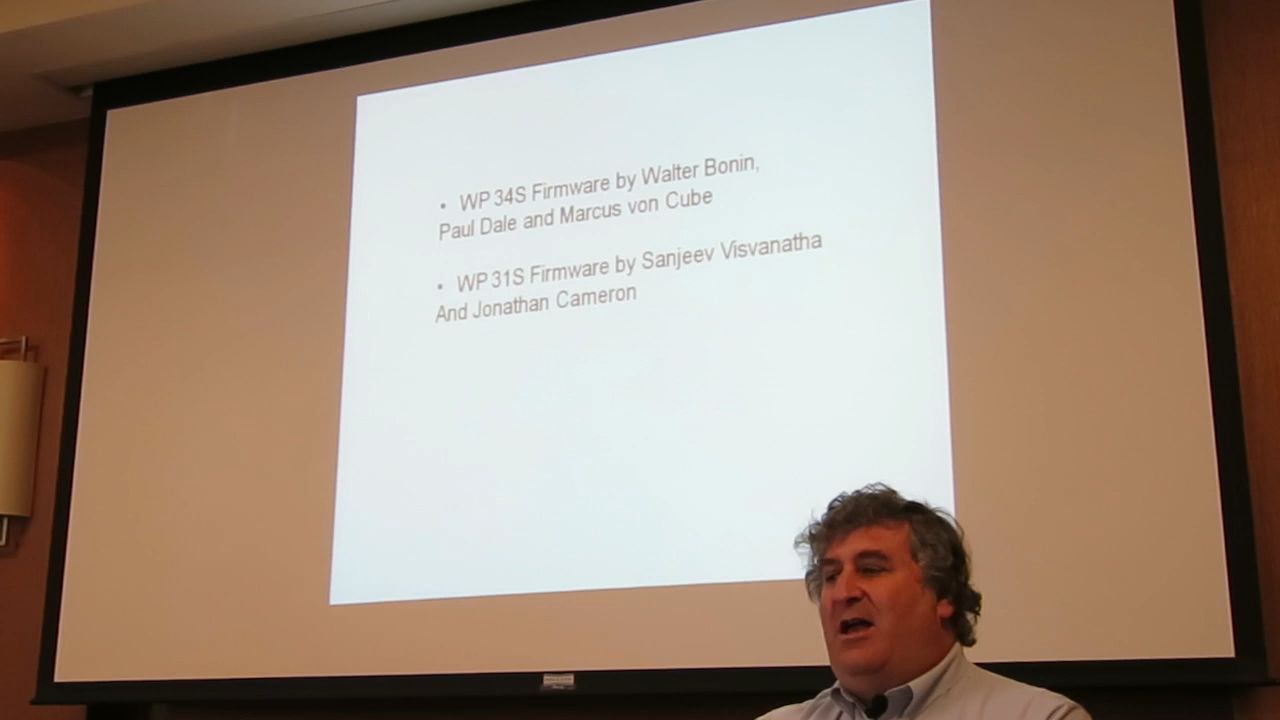 • WP 34S Firmware by Walter Bonin,
Paul Dale and Marcus von Cube
• WP 31S Firmware by Sanjeev Visvanatha
And Jonathan Cameron